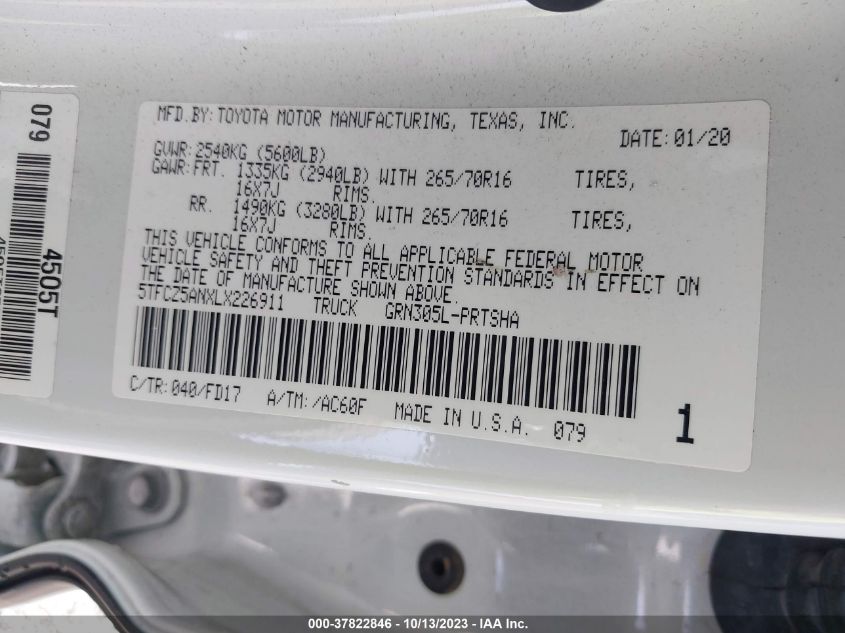 MFD.BY:TOYOTA MOTOR MANUFACTURING, TEXAS, INC.
DATE:01/20
GVWR:2540KG (5600LB)
GAWR:FRT. 1335KG (2940LB) WITH 265/70R16 TIRES,
16X7J RIMS.
RR. 1490KG (3280LB) WITH 265/70R16 TIRES,
16X7J RIMS.
THIS VEHICLE CONFORMS TO ALL APPLICABLE FEDERAL MOTOR
VEHICLE SAFETY AND THEFT PREVENTION STANDARDS IN EFFECT ON
THE DATE OF MANUFACTURE SHOWN ABOVE.
5TFCZ5ANXLX226911 TRUCK GRN305L-PRTSHA
C/TR:040/FD17 A/TM:/AC60F MADE IN U.S.A. 079
1
079
4505T
000-37822846 - 10/13/2023 - IAA Inc.